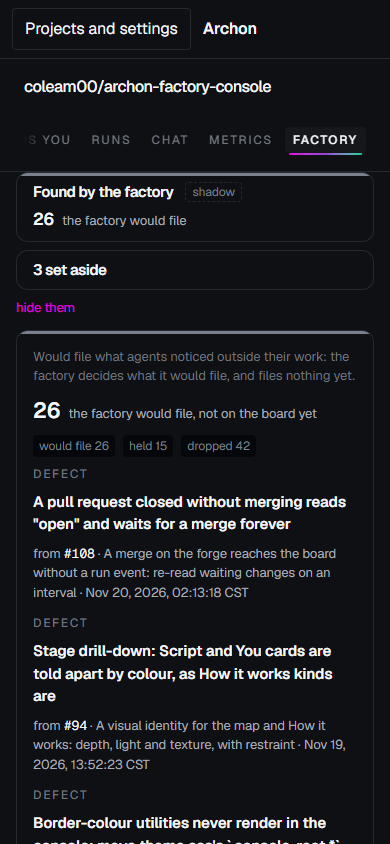 Projects and settings
Archon
coleam00/archon-factory-console
S YOU
RUNS
CHAT
METRICS
FACTORY
Found by the factory
shadow
26 the factory would file
3 set aside
hide them
Would file what agents noticed outside their work: the
factory decides what it would file, and files nothing yet.
26 the factory would file, not on the board yet
would file 26
held 15
dropped 42
DEFECT
A pull request closed without merging reads
"open" and waits for a merge forever
from #108 · A merge on the forge reaches the board
without a run event: re-read waiting changes on an
interval · Nov 20, 2026, 02:13:18 CST
DEFECT
Stage drill-down: Script and You cards are
told apart by colour, as How it works kinds
are
from #94 · A visual identity for the map and How it
works: depth, light and texture, with restraint · Nov 19,
2026, 13:52:23 CST
DEFECT
Border-colour utilities never render in the